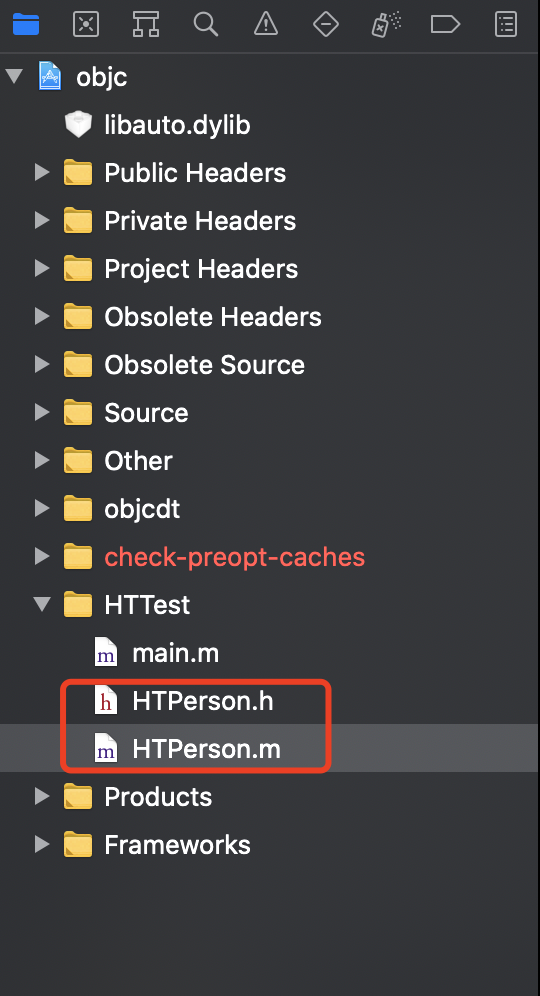 objc
libauto.dylib
Public Headers
Private Headers
Project Headers
Obsolete Headers
Obsolete Source
Source
Other
objcdt
check-preopt-caches
HTTest
m main.m
h HTPerson.h
m HTPerson.m
Products
Frameworks